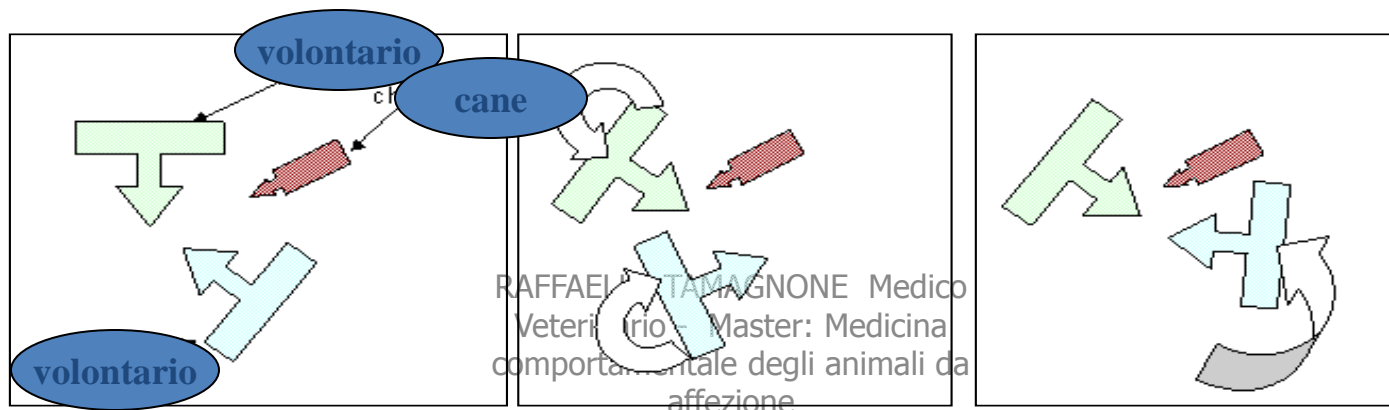 volontario
cane
volontario
Medico
Master: Medicina
degli animali da
affezione